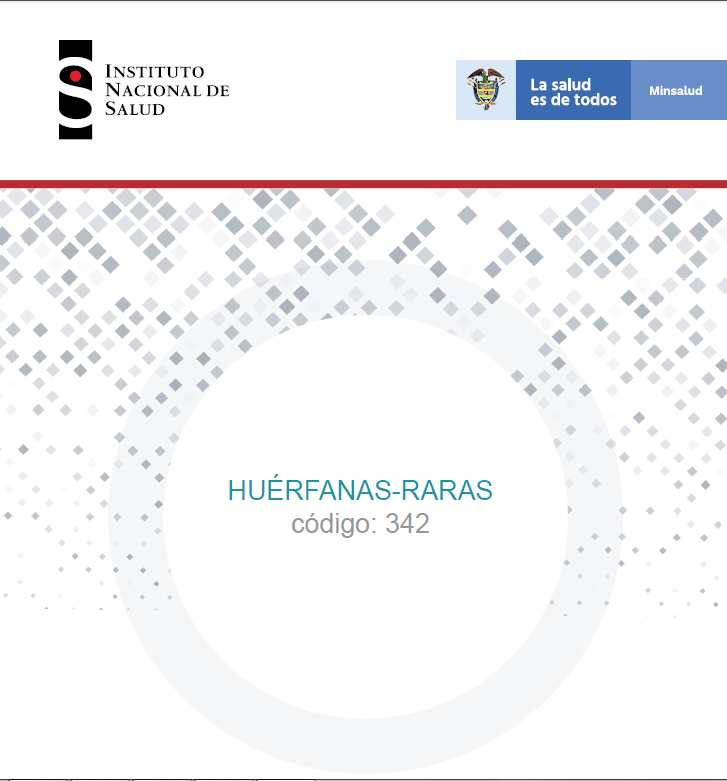 INSTITUTO
NACIONAL DE
SALUD
La salud
es de todos
Minsalud
HUÉRFANAS-RARAS
código: 342